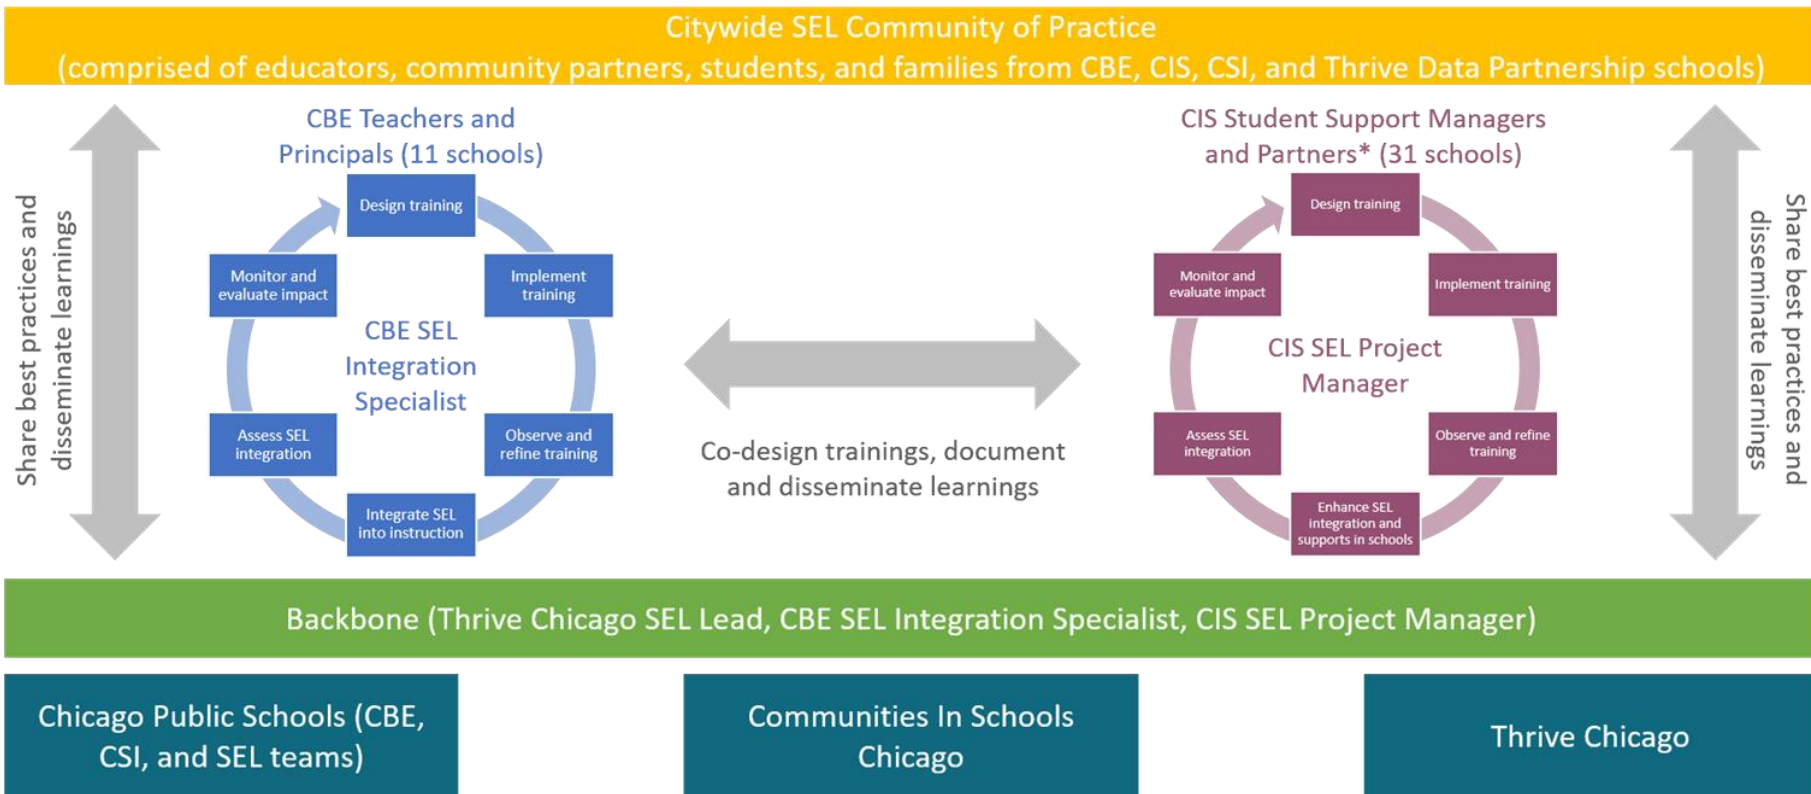 Citywide SEL Community of Practice
(comprised of educators, community partners, students, and families from CBE, CIS, CSI, and Thrive Data Partnership schools)
Share best practices and
disseminate learnings
CBE Teachers and
Principals (11 schools)
Design training
Implement
training
Observe and
refine training
Integrate SEL
into instruction
Assess SEL
integration
Monitor and
evaluate impact
CBE SEL
Integration
Specialist
Co-design trainings, document
and disseminate learnings
CIS Student Support Managers
and Partners* (31 schools)
Design training
Implement training
Observe and refine
training
Enhance SEL
integration and
supports in schools
Assess SEL
integration
Monitor and
evaluate impact
CIS SEL Project
Manager
Share best practices and
disseminate learnings
Backbone (Thrive Chicago SEL Lead, CBE SEL Integration Specialist, CIS SEL Project Manager)
Chicago Public Schools (CBE,
CSI, and SEL teams)
Communities In Schools
Chicago
Thrive Chicago